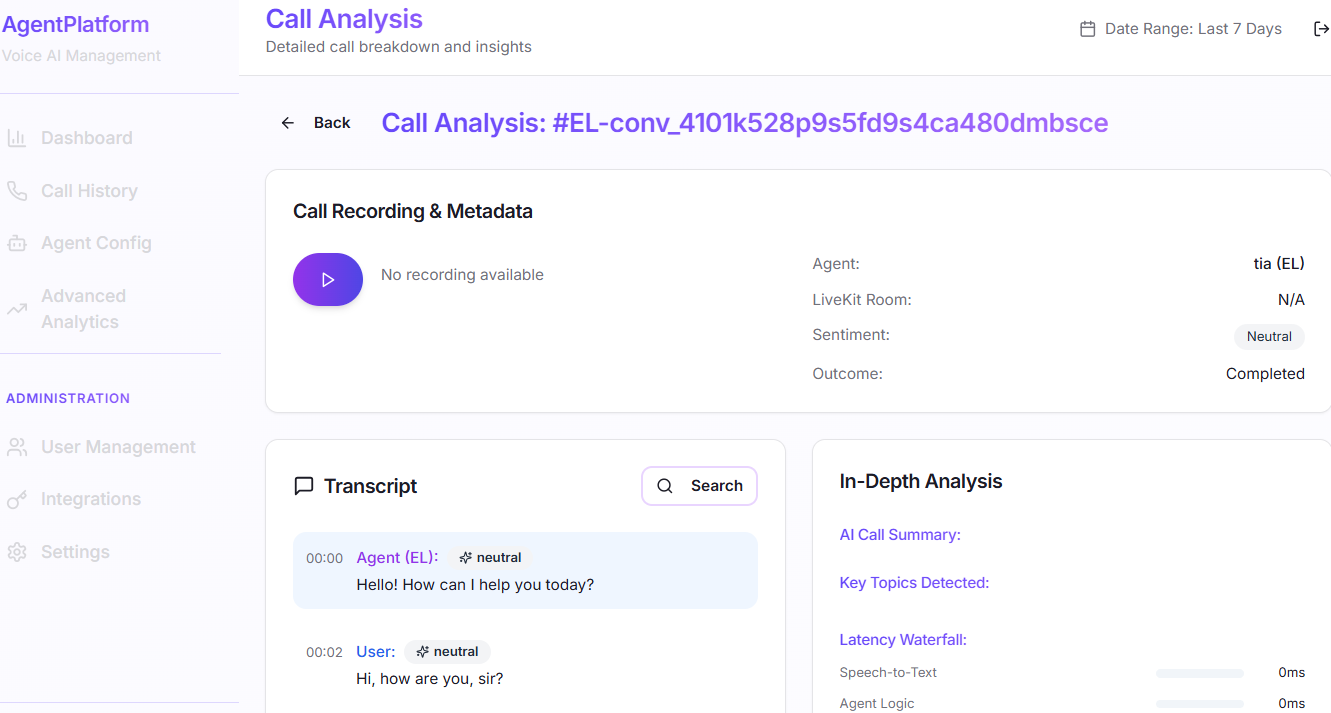 AgentPlatform
Voice AI Management
Dashboard
Call History
Agent Config
Advanced
Analytics
ADMINISTRATION
User Management
Integrations
Settings
Call Analysis
Detailed call breakdown and insights
Date Range: Last 7 Days
Back
Call Analysis: #EL-conv_4101k528p9s5fd9s4ca480dmbsce
Call Recording & Metadata
No recording available
Agent: tia (EL)
LiveKit Room: N/A
Sentiment: Neutral
Outcome: Completed
Transcript
Search
00:00 Agent (EL): neutral
Hello! How can I help you today?
00:02 User: neutral
Hi, how are you, sir?
In-Depth Analysis
AI Call Summary:
Key Topics Detected:
Latency Waterfall:
Speech-to-Text 0ms
Agent Logic 0ms